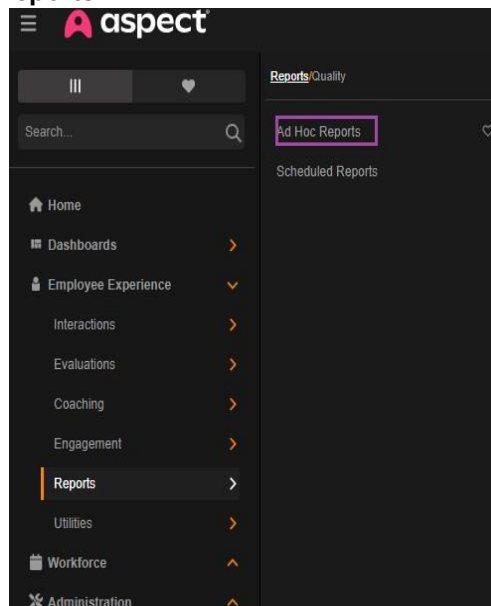 aspect
Reports/Quality
Search...
Ad Hoc Reports
Scheduled Reports
Home
Dashboards
Employee Experience
Interactions
Evaluations
Coaching
Engagement
Reports
Utilities
Workforce
Administration